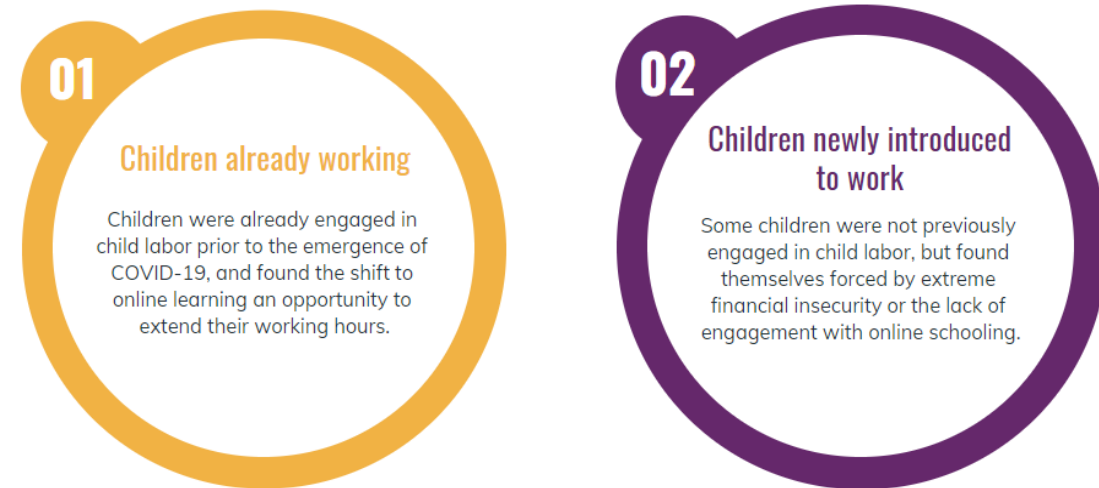 01
Children already working
Children were already engaged in
child labor prior to the emergence of
COVID-19, and found the shift to
online learning an opportunity to
extend their working hours.
02
Children newly introduced
to work
Some children were not previously
engaged in child labor, but found
themselves forced by extreme
financial insecurity or the lack of
engagement with online schooling.